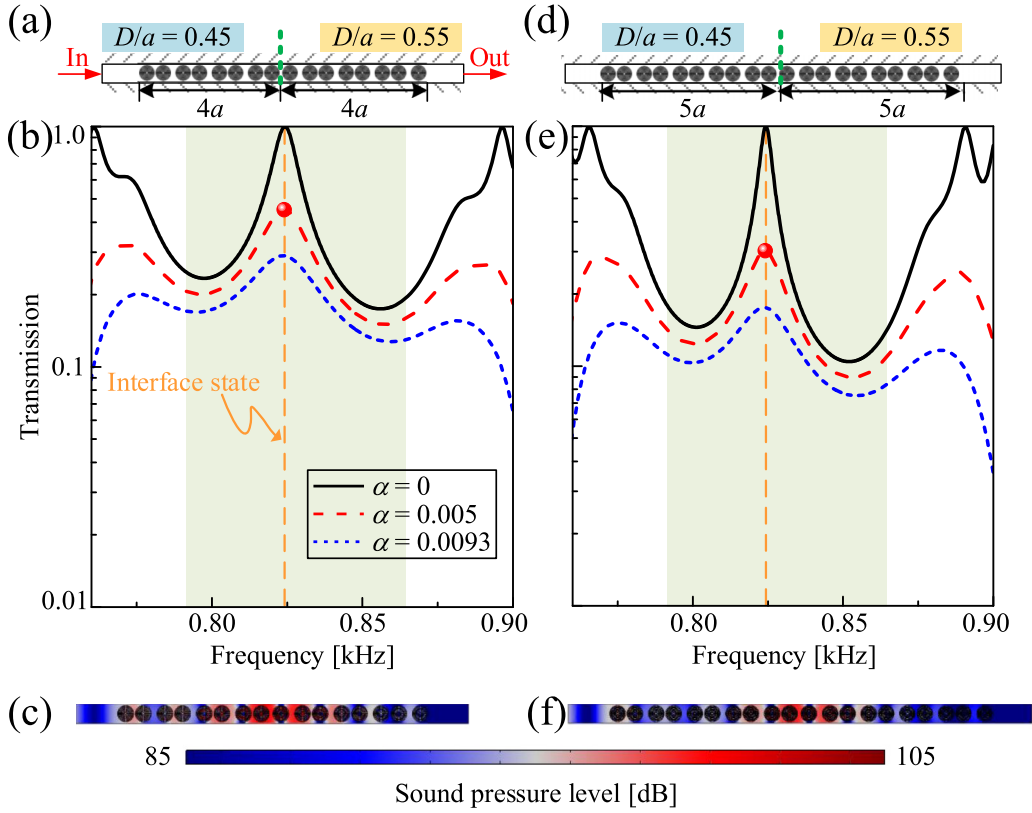 (a)
D/a = 0.45 D/a = 0.55
In Out
4a 4a
(b)
1.0
0.1
0.01
Transmission
Interface state
α = 0
α = 0.005
α = 0.0093
0.80 0.85 0.90
Frequency [kHz]
(c)
(d)
D/a = 0.45 D/a = 0.55
5a 5a
(e)
0.80 0.85 0.90
Frequency [kHz]
(f)
85 105
Sound pressure level [dB]